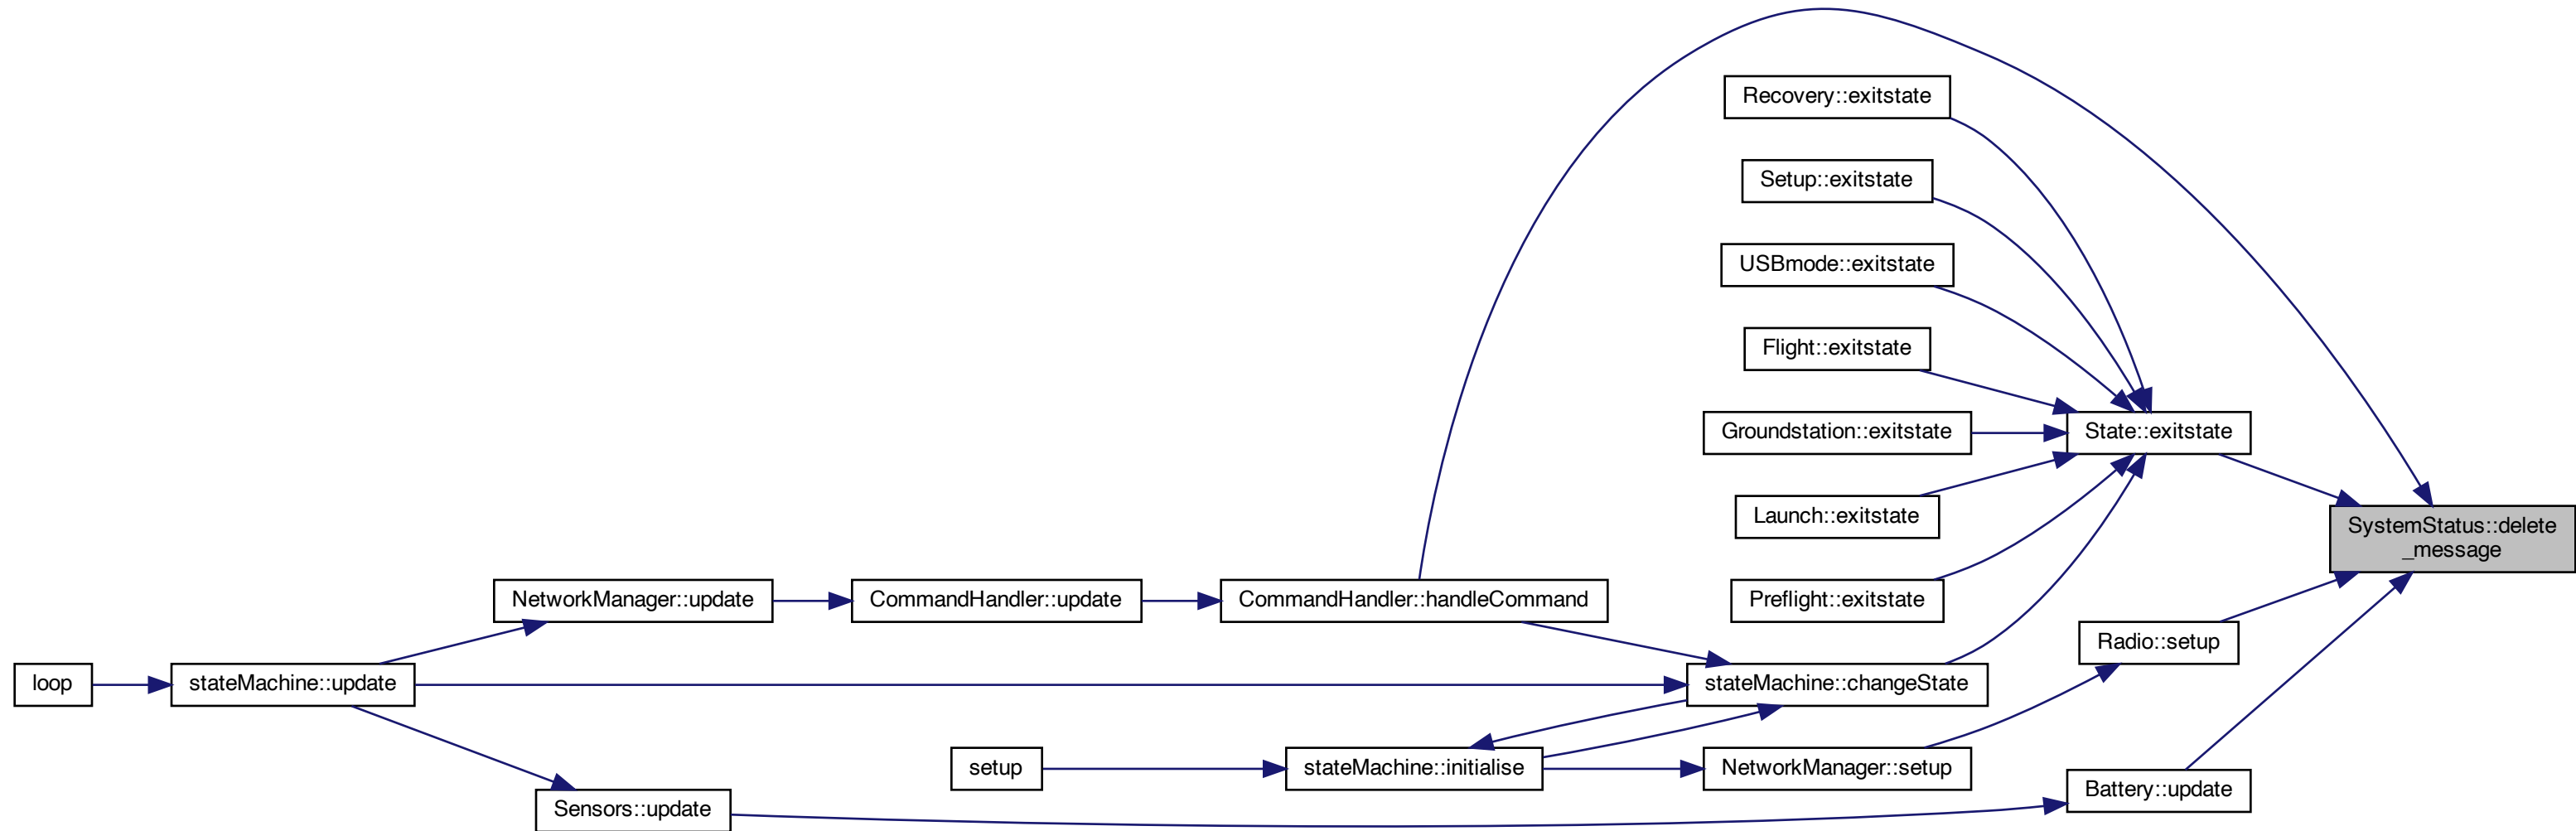 Recovery::exitstate
Setup::exitstate
USBmode::exitstate
Flight::exitstate
Groundstation::exitstate
State::exitstate
Launch::exitstate
SystemStatus::delete
_message
NetworkManager::update
CommandHandler::update
CommandHandler::handleCommand
Preflight::exitstate
Radio::setup
loop
stateMachine::update
stateMachine::changeState
setup
stateMachine::initialise
NetworkManager::setup
Battery::update
Sensors::update